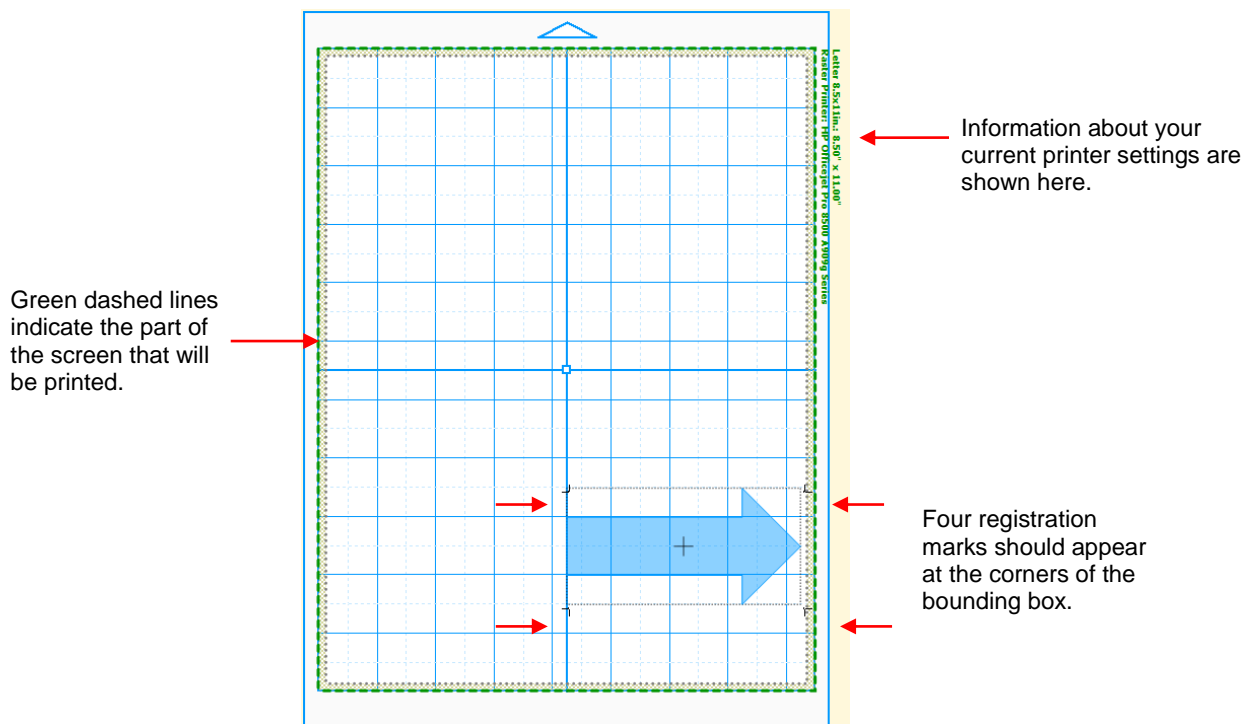 Letter 8.5x11in.: 8.50" x 11.00"
Raster Printer: HP Officejet Pro 8500 A909g Series
Information about your
current printer settings are
shown here.
Green dashed lines
indicate the part of
the screen that will
be printed.
Four registration
marks should appear
at the corners of the
bounding box.